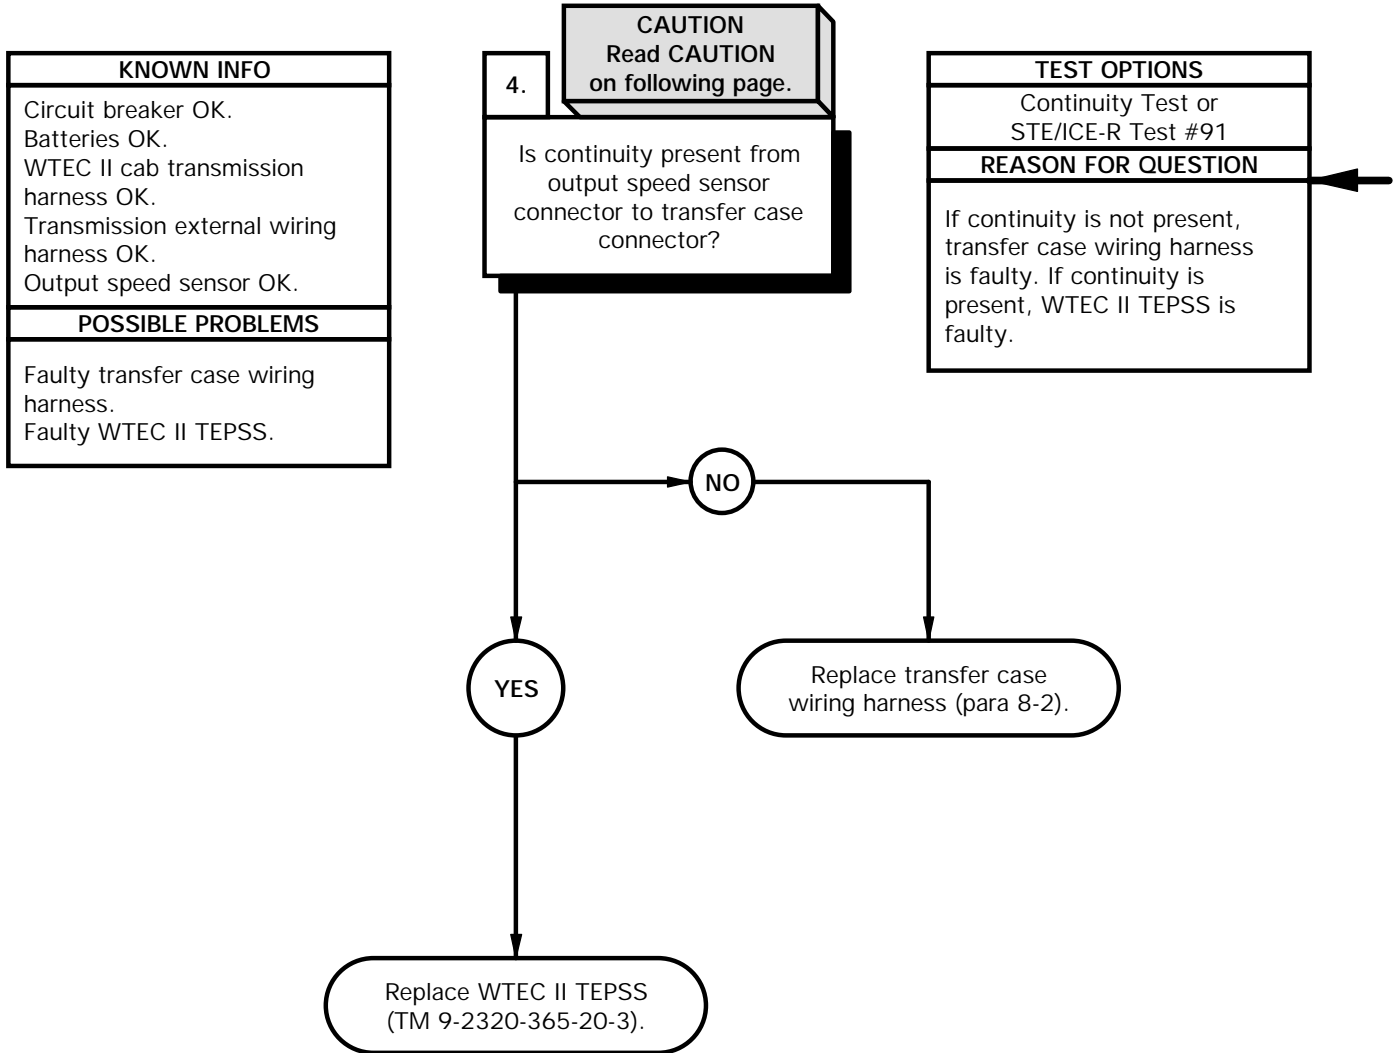 KNOWN INFO
Circuit breaker OK.
Batteries OK.
WTEC II cab transmission
harness OK.
Transmission external wiring
harness OK.
Output speed sensor OK.
POSSIBLE PROBLEMS
Faulty transfer case wiring
harness.
Faulty WTEC II TEPSS.
CAUTION
Read CAUTION
on following page.
4.
Is continuity present from
output speed sensor
connector to transfer case
connector?
TEST OPTIONS
Continuity Test or
STE/ICE-R Test #91
REASON FOR QUESTION
If continuity is not present,
transfer case wiring harness
is faulty. If continuity is
present, WTEC II TEPSS is
faulty.
NO
YES
Replace transfer case
wiring harness (para 8-2).
Replace WTEC II TEPSS
(TM 9-2320-365-20-3).